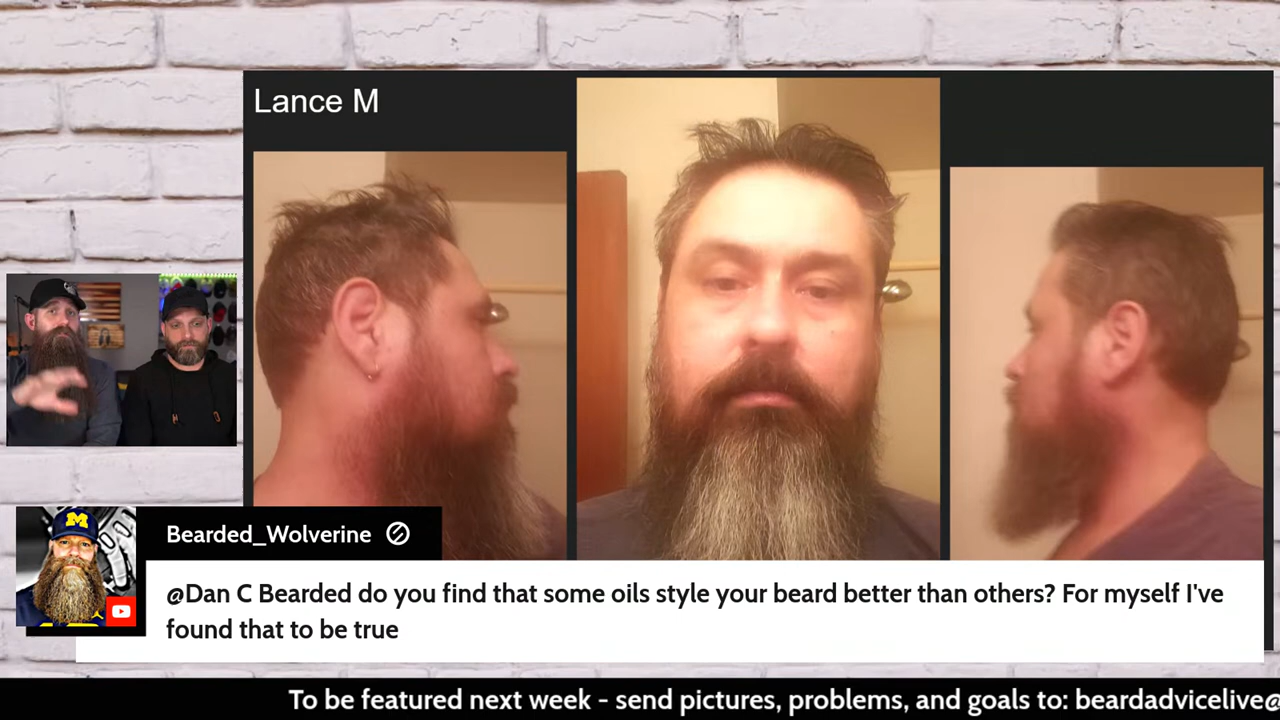 Lance M
M
Bearded_Wolverine
@Dan C Bearded do you find that some oils style your beard better than others? For myself I've
found that to be true
To be featured next week - send pictures, problems, and goals to: beardadvicelive@